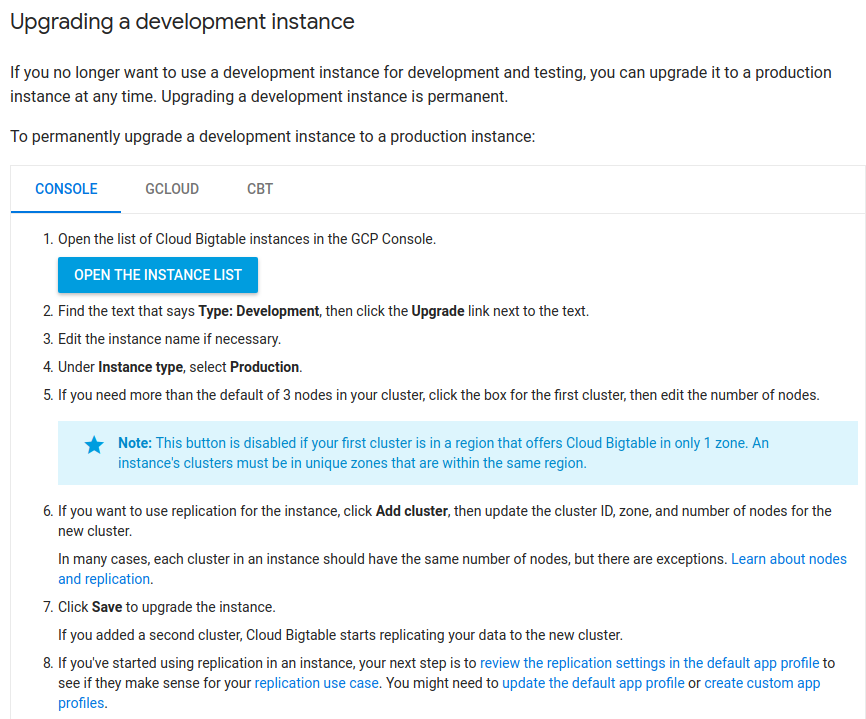 Upgrading a development instance
If you no longer want to use a development instance for development and testing, you can upgrade it to a production
instance at any time. Upgrading a development instance is permanent.
To permanently upgrade a development instance to a production instance:
CONSOLE GCLOUD CBT
1. Open the list of Cloud Bigtable instances in the GCP Console.
OPEN THE INSTANCE LIST
2. Find the text that says Type: Development, then click the Upgrade link next to the text.
3. Edit the instance name if necessary.
4. Under Instance type, select Production.
5. If you need more than the default of 3 nodes in your cluster, click the box for the first cluster, then edit the number of nodes.
Note: This button is disabled if your first cluster is in a region that offers Cloud Bigtable in only 1 zone. An
instance's clusters must be in unique zones that are within the same region.
6. If you want to use replication for the instance, click Add cluster, then update the cluster ID, zone, and number of nodes for the
new cluster.
In many cases, each cluster in an instance should have the same number of nodes, but there are exceptions. Learn about nodes
and replication.
7. Click Save to upgrade the instance.
If you added a second cluster, Cloud Bigtable starts replicating your data to the new cluster.
8. If you've started using replication in an instance, your next step is to review the replication settings in the default app profile to
see if they make sense for your replication use case. You might need to update the default app profile or create custom app
profiles.